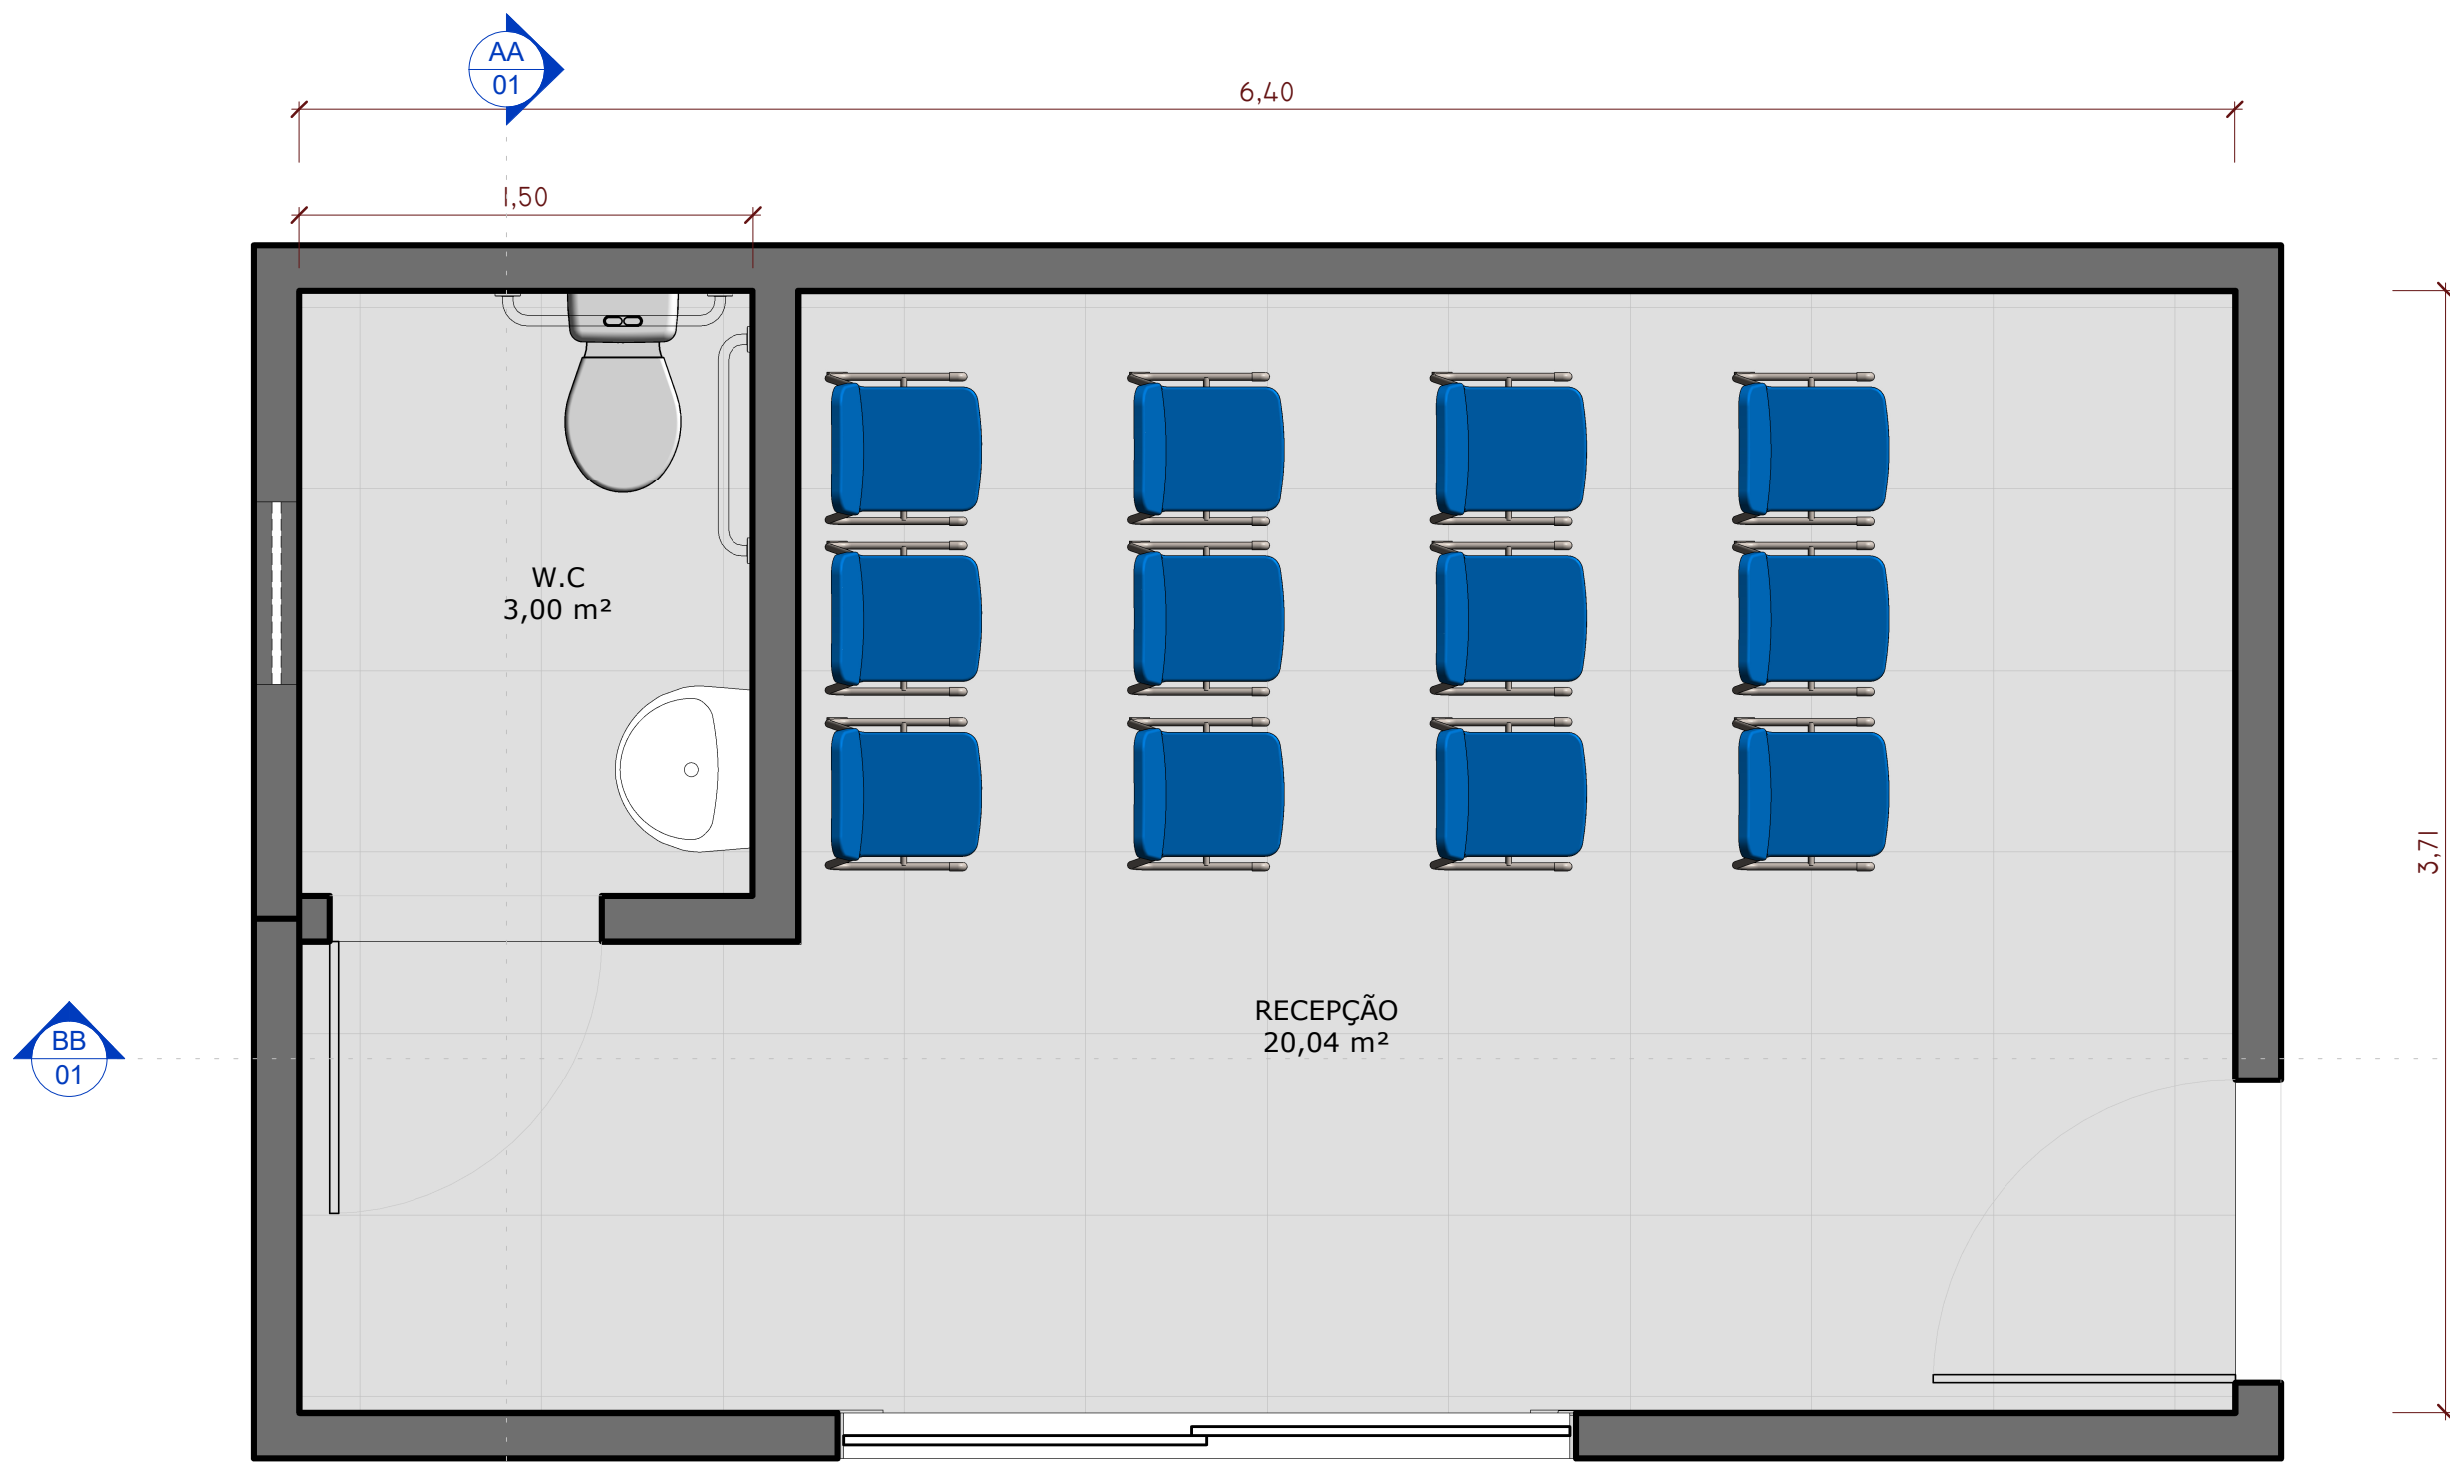 AA
01
6,40
1,50
W.C
3,00 m²
3,71
RECEPÇÃO
20,04 m²
BB
01